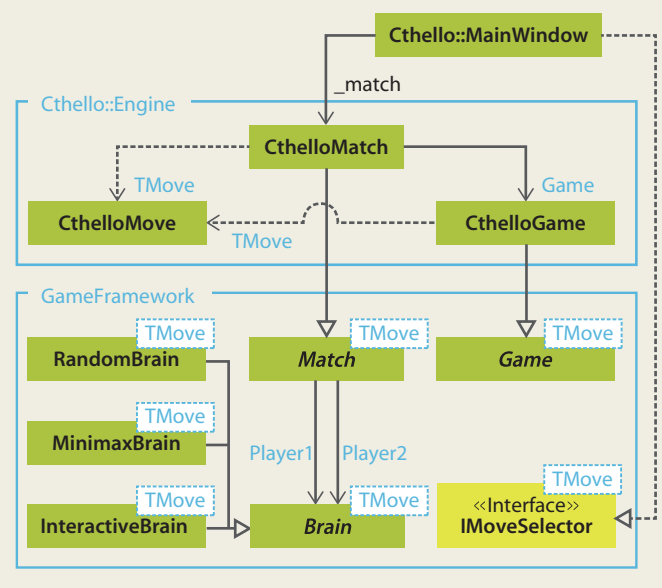 Cthello::MainWindow
_match
Cthello::Engine
CthelloMatch
TMove
Game
CthelloMove
CthelloGame
TMove
GameFramework
TMove
TMove
TMove
RandomBrain
Match
Game
TMove
MinimaxBrain
Player1
Player2
TMove
TMove
TMove
«Interface»
InteractiveBrain
Brain
IMoveSelector